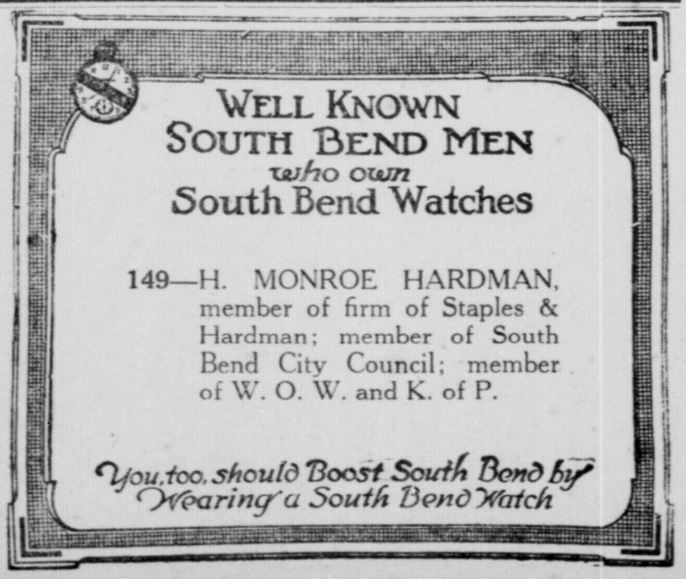 WELL KNOWN
SOUTH BEND MEN
who own
South Bend Watches
149—H. MONROE HARDMAN,
member of firm of Staples &
Hardman; member of South
Bend City Council; member
of W. O. W. and K. of P.
You, too, should Boost South Bend by
Wearing a South Bend Watch